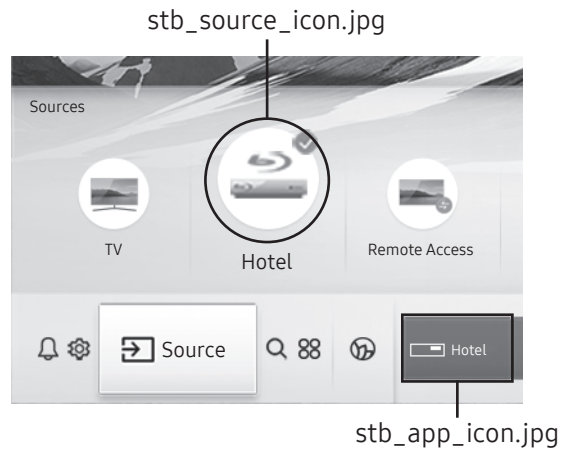 stb_source_icon.jpg
Sources
TV
Hotel
Remote Access
Source
Hotel
stb_app_icon.jpg